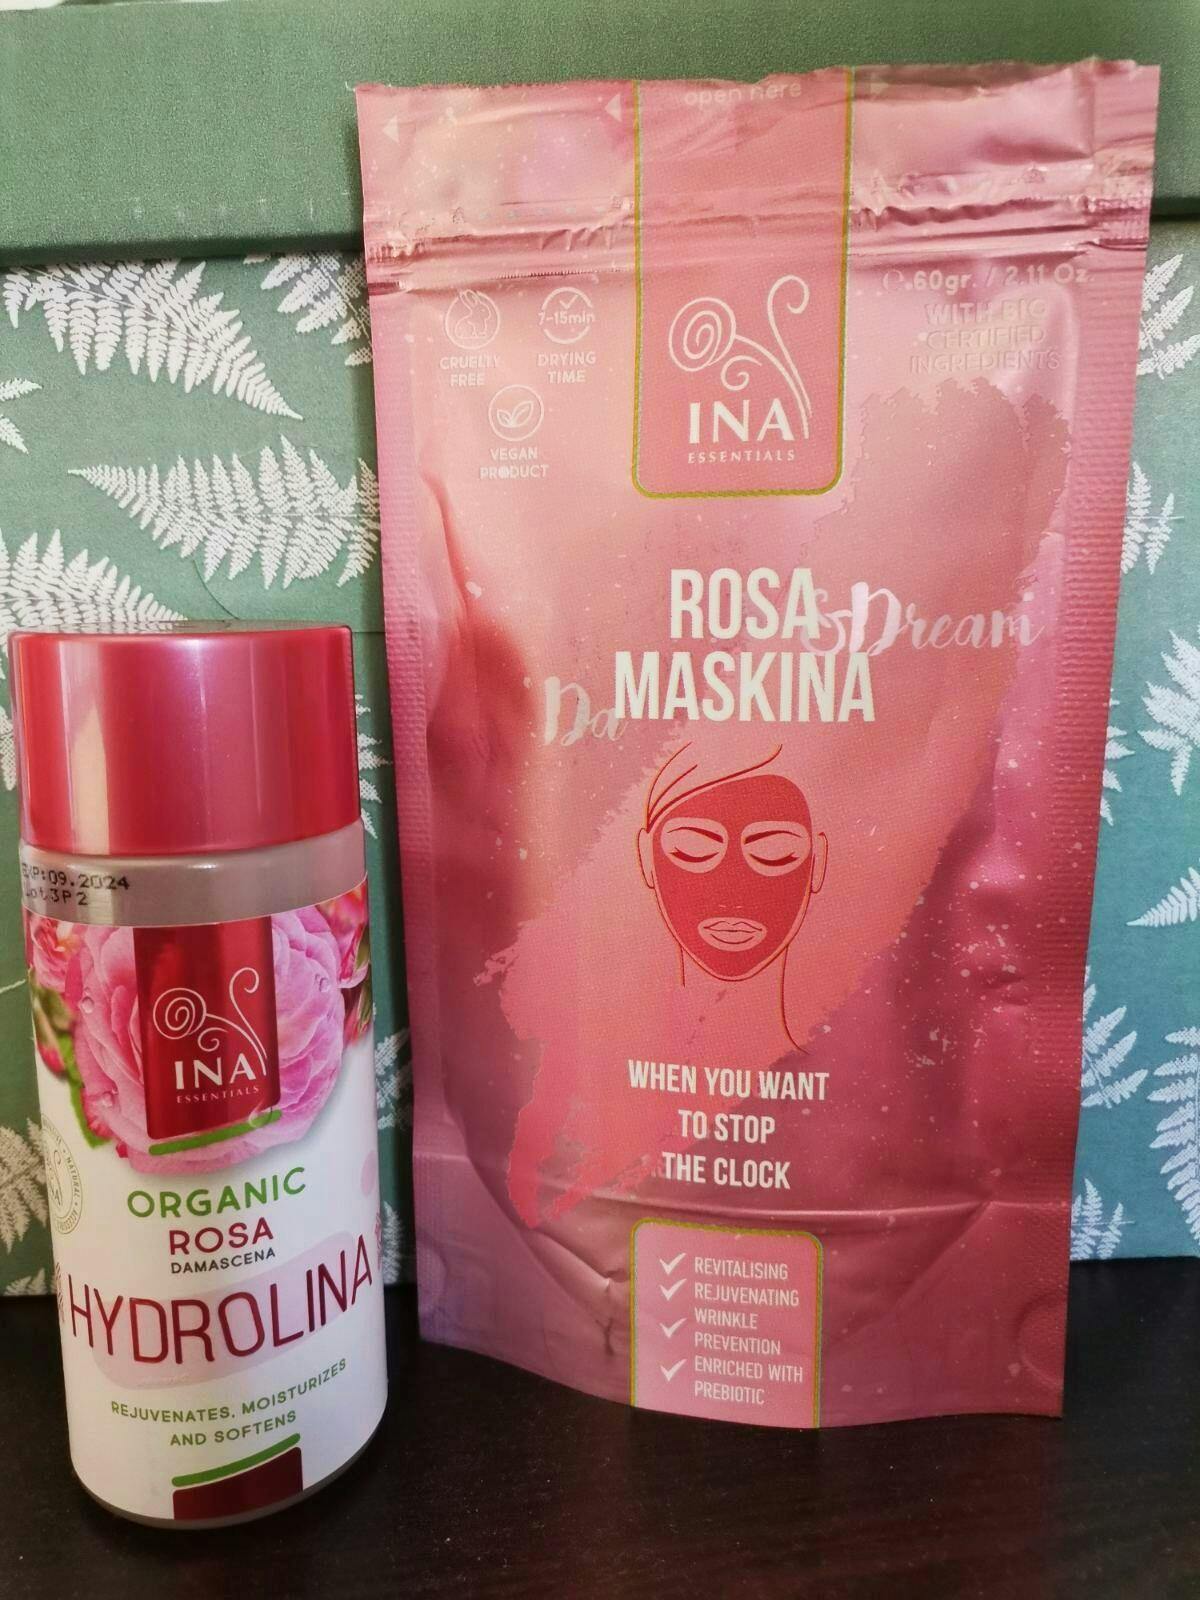 open here
7-15min
CRUELTY
FREE
DRYING
TIME
VEGAN
PRODUCT
INA
ESSENTIALS
60gr. / 2.11 Oz.
WITH BIO
CERTIFIED
INGREDIENTS
ROSA
&Dream
MASKINA
WHEN YOU WANT
TO STOP
THE CLOCK
REVITALISING
REJUVENATING
WRINKLE
PREVENTION
ENRICHED WITH
PREBIOTIC
EXP:09.2024
Lot3P2
INA
ESSENTIALS
ORGANIC
ROSA
DAMASCENA
HYDROLINA
REJUVENATES, MOISTURIZES
AND SOFTENS